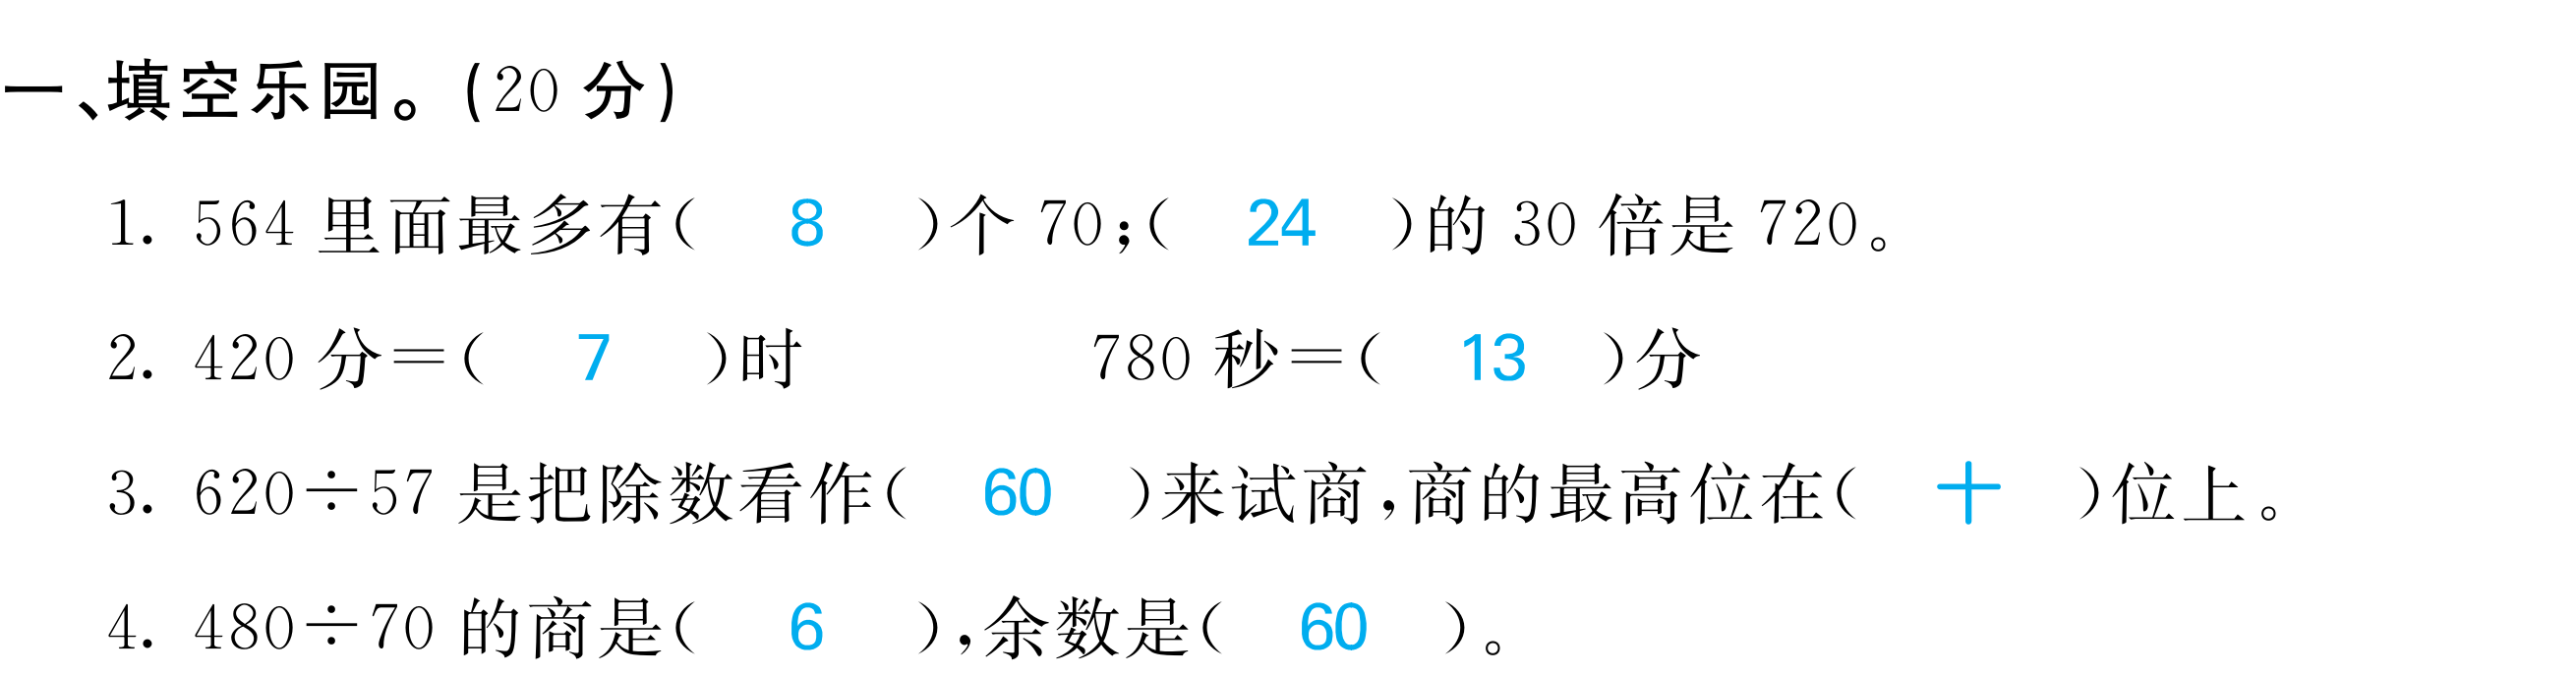 一、填空乐园。(20 分)
1. 564 里面最多有( 8 )个 70;( 24 )的 30 倍是 720。
2. 420 分=( 7 )时 780 秒=( 13 )分
3. 620÷57 是把除数看作( 60 )来试商,商的最高位在( 十 )位上。
4. 480÷70 的商是( 6 ),余数是( 60 )。